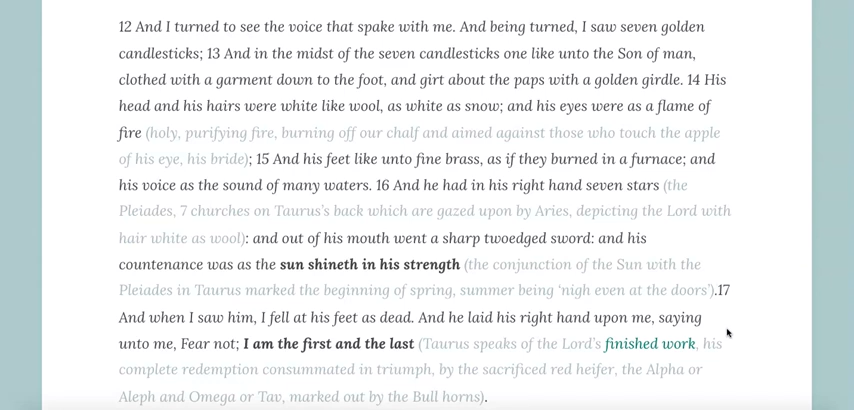 12 And I turned to see the voice that spake with me. And being turned, I saw seven golden
candlesticks; 13 And in the midst of the seven candlesticks one like unto the Son of man,
clothed with a garment down to the foot, and girt about the paps with a golden girdle. 14 His
head and his hairs were white like wool, as white as snow; and his eyes were as a flame of
fire (holy, purifying fire, burning off our chalf and aimed against those who touch the apple
of his eye, his bride); 15 And his feet like unto fine brass, as if they burned in a furnace; and
his voice as the sound of many waters. 16 And he had in his right hand seven stars (the
Pleiades, 7 churches on Taurus’s back which are gazed upon by Aries, depicting the Lord with
hair white as wool): and out of his mouth went a sharp twoedged sword: and his
countenance was as the sun shineth in his strength (the conjunction of the Sun with the
Pleiades in Taurus marked the beginning of spring, summer being ‘nigh even at the doors’).17
And when I saw him, I fell at his feet as dead. And he laid his right hand upon me, saying
unto me, Fear not; I am the first and the last (Taurus speaks of the Lord’s finished work, his
complete redemption consummated in triumph, by the sacrificed red heifer, the Alpha or
Aleph and Omega or Tav, marked out by the Bull horns).